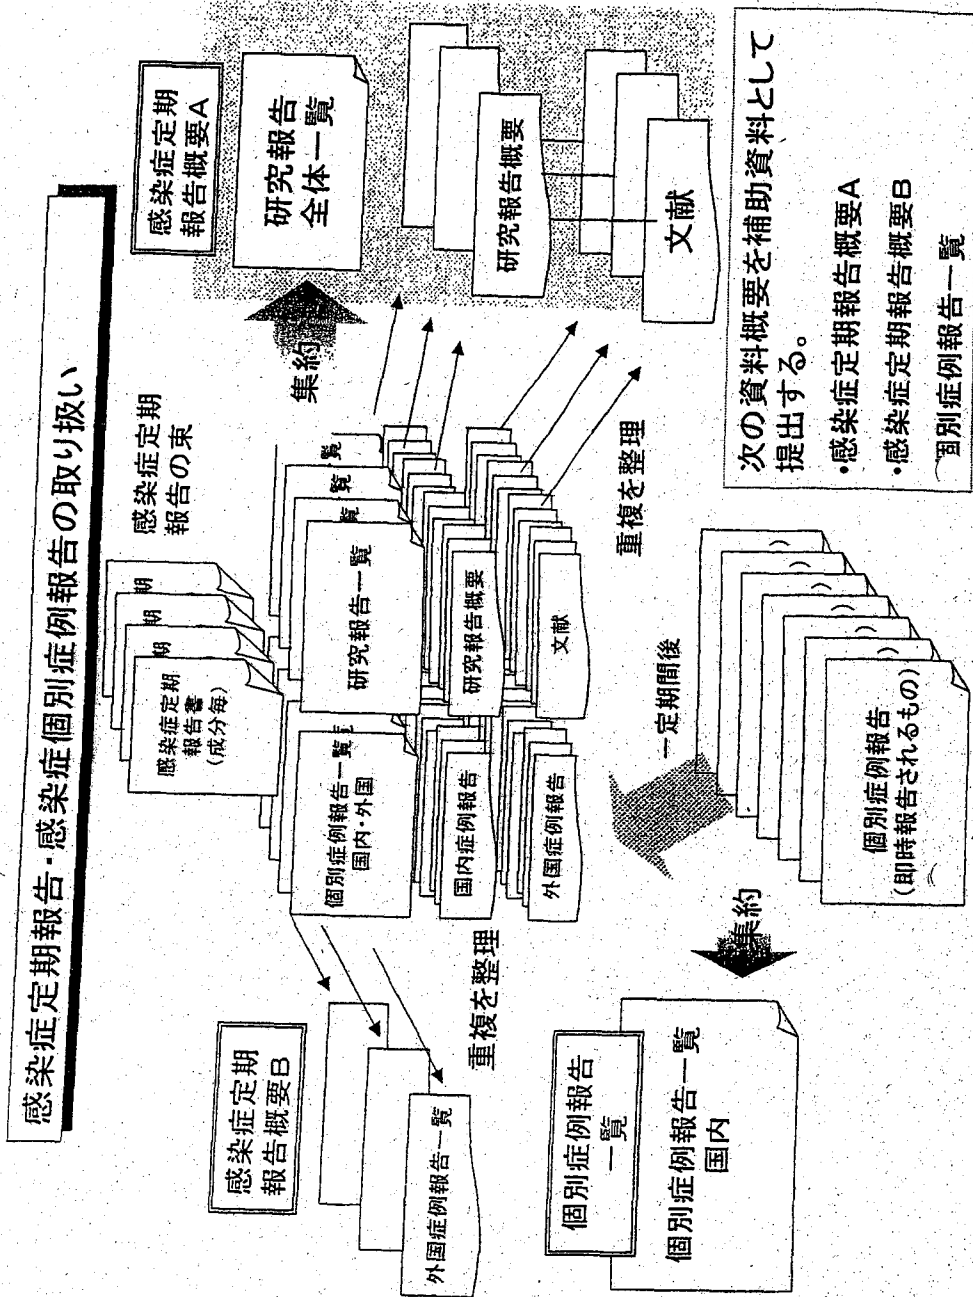 感染症定期報告・感染症個別症例報告の取り扱い
感染症定期
報告概要B
外国症例報告一覧
重複を整理
個別症例報告
一覧
個別症例報告一覧
国内
集約
感染症定期
報告書
(成分毎)
期
期
期
感染症定期
報告の束
個別症例報告一覧
国内・外国
覧
国内症例報告
外国症例報告
研究報告一覧
覧
覧
覧
研究報告概要
文献
重複を整理
一定期間後
個別症例報告
(即時報告されるもの)
集約
感染症定期
報告概要A
研究報告
全体一覧
研究報告概要
文献
次の資料概要を補助資料として
提出する。
・感染症定期報告概要A
・感染症定期報告概要B
個別症例報告一覧